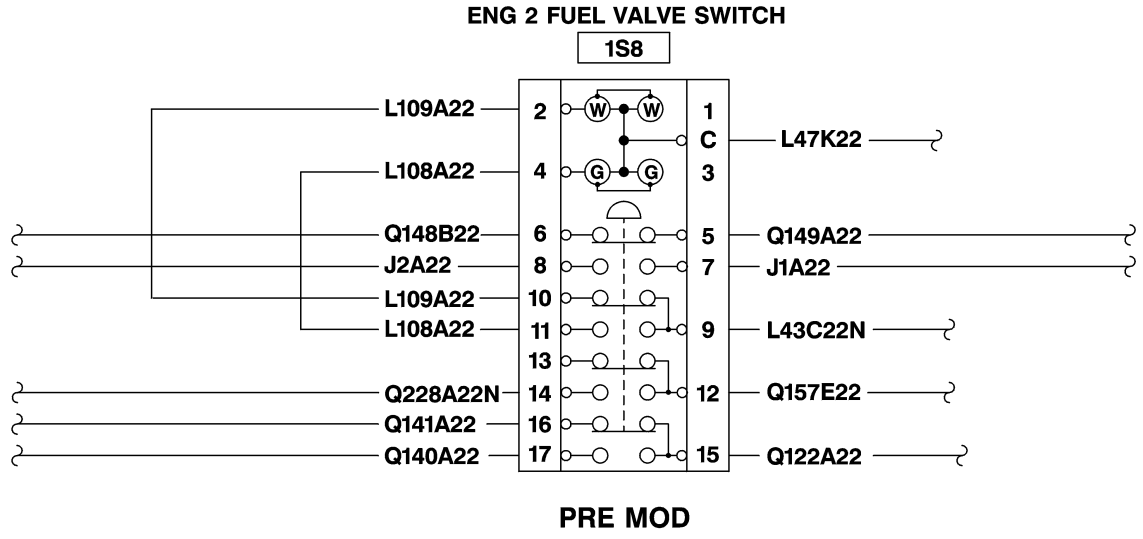 ENG 2 FUEL VALVE SWITCH
1S8
L109A22 2 W W 1
C L47K22
L108A22 4 G G 3
Q148B22 6 5 Q149A22
J2A22 8 7 J1A22
L109A22 10
L108A22 11 9 L43C22N
13
Q228A22N 14 12 Q157E22
Q141A22 16
Q140A22 17 15 Q122A22
PRE MOD